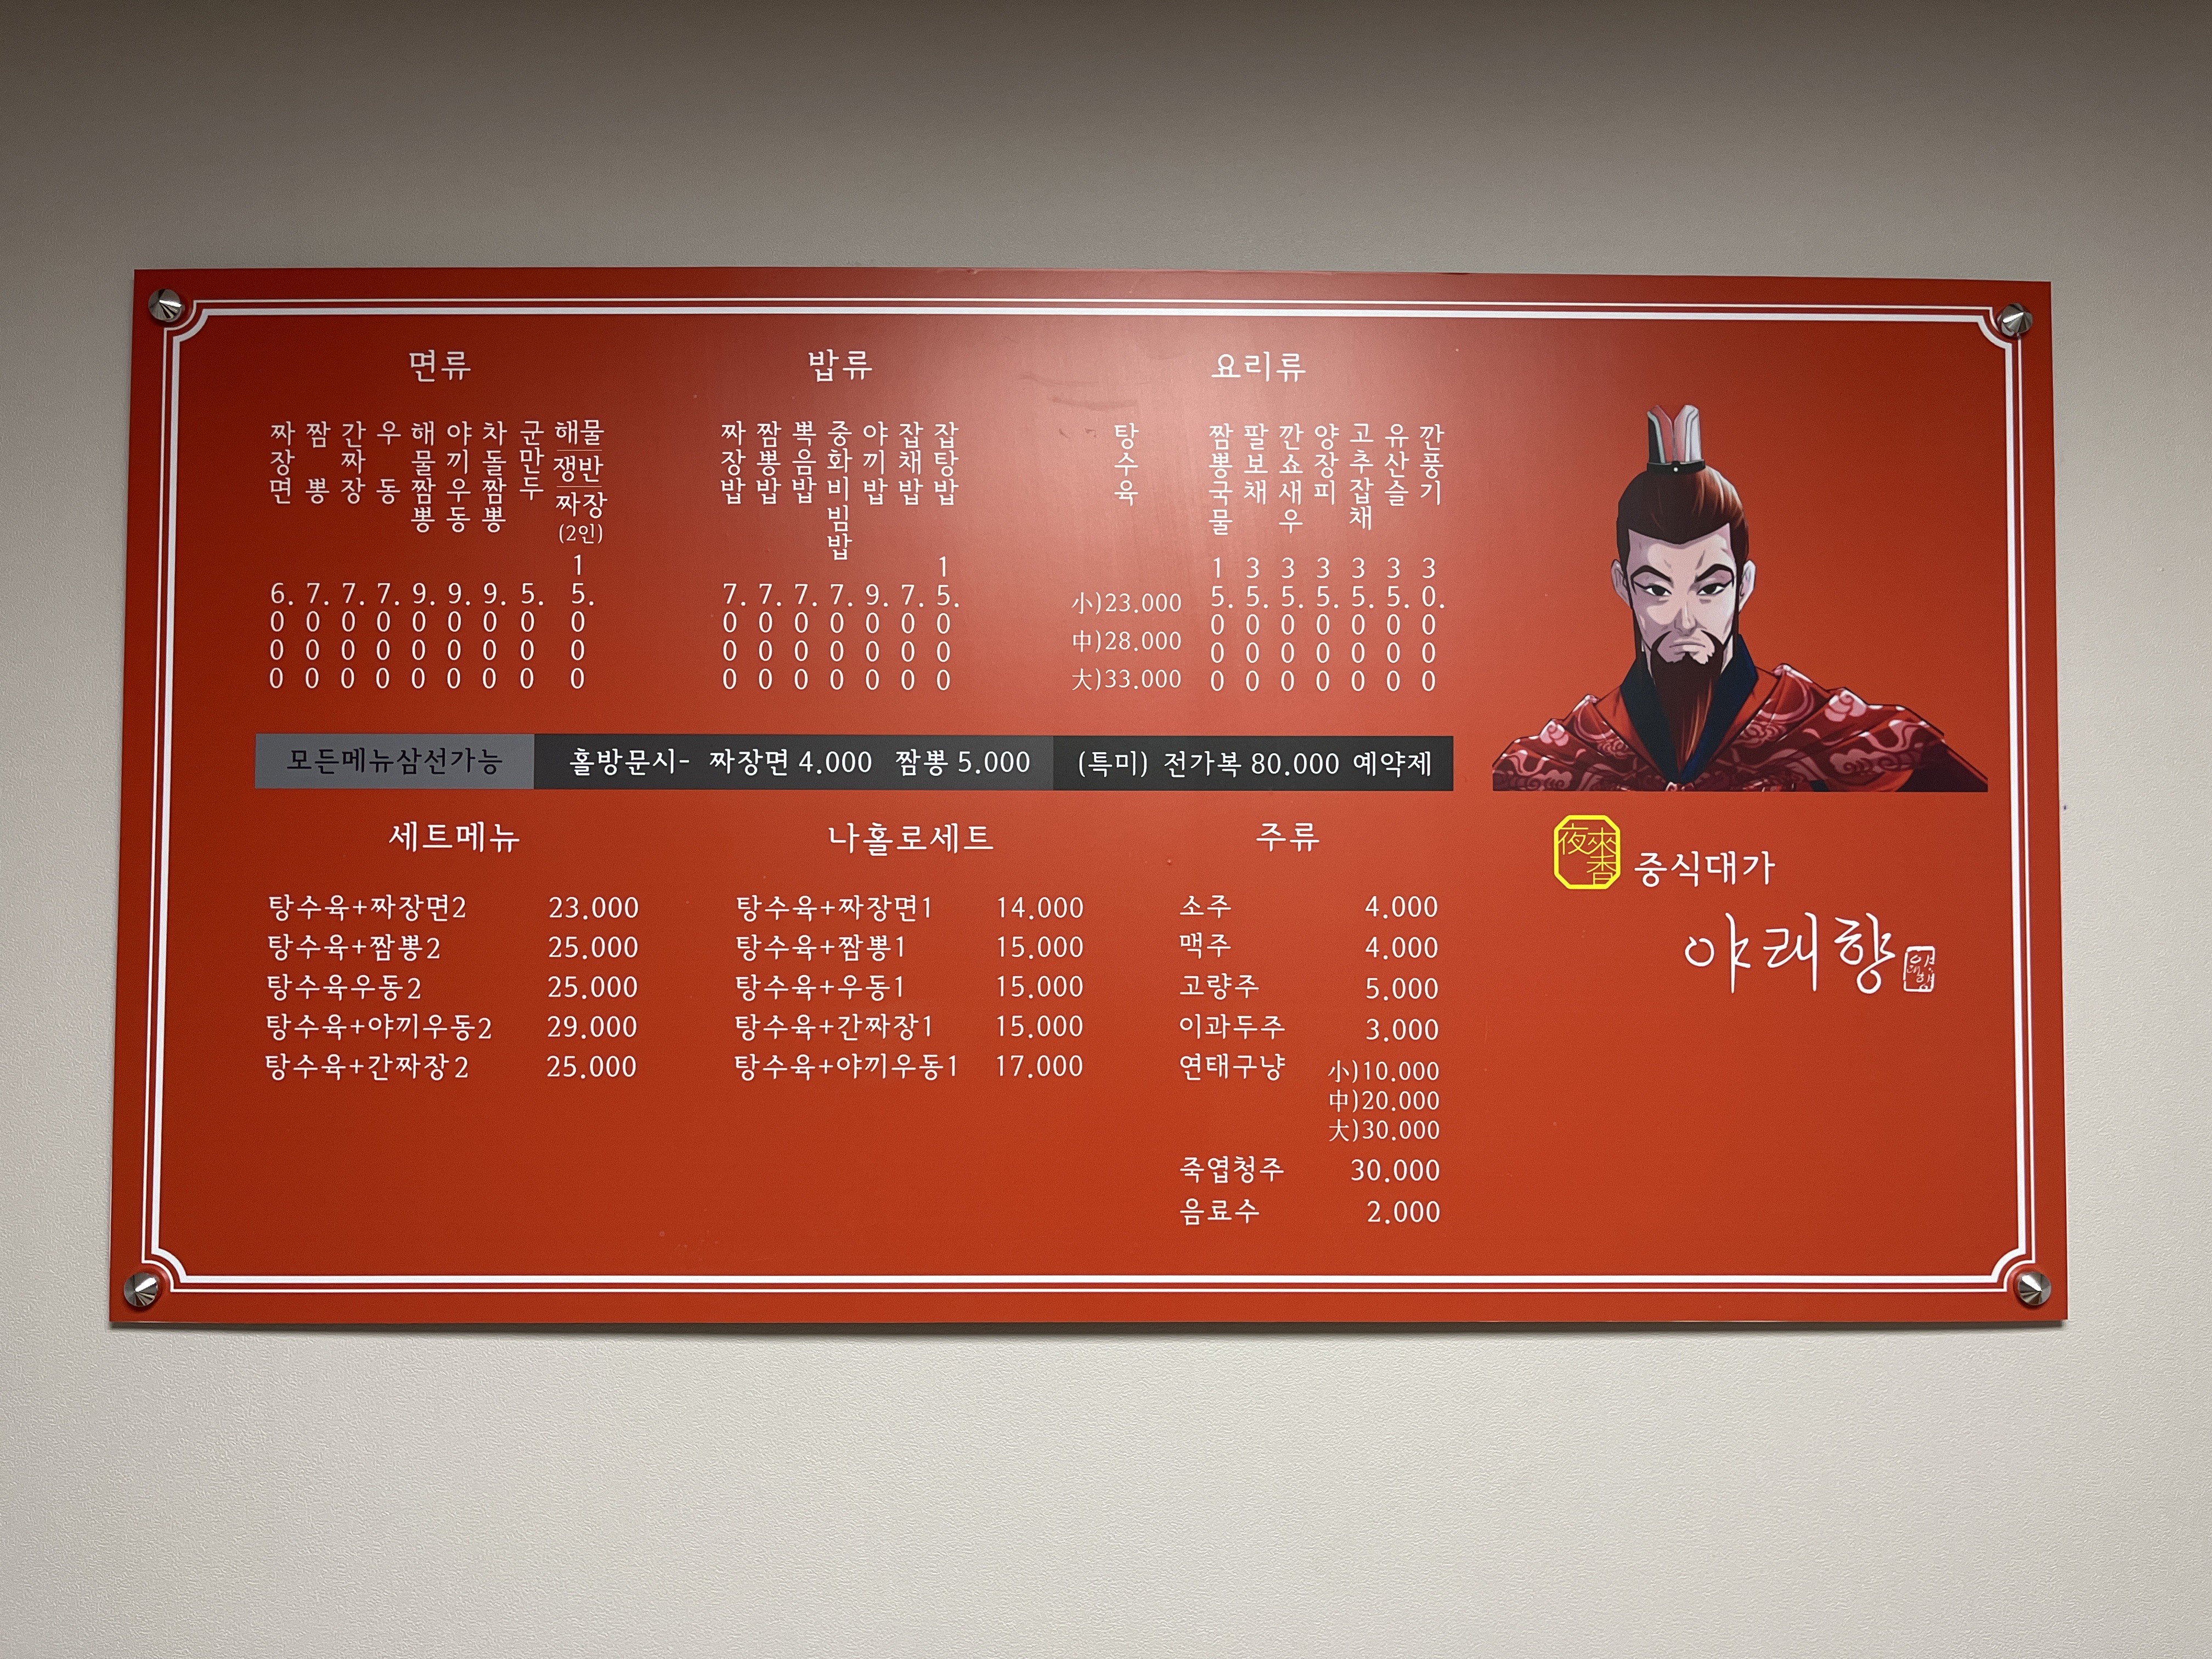 면류
짜장면 6.000
짬뽕 7.000
간짜장 7.000
우동 7.000
해물짬뽕 9.000
야끼우동 9.000
차돌짬뽕 9.000
군만두 5.000
해물쟁반짜장(2인) 15.000
밥류
짜장밥 7.000
짬뽕밥 7.000
볶음밥 7.000
중화비빔밥 7.000
야끼밥 9.000
잡채밥 7.000
잡탕밥 15.000
요리류
탕수육
小)23.000
中)28.000
大)33.000
짬뽕국물 15.000
팔보채 35.000
깐쇼새우 35.000
양장피 35.000
고추잡채 35.000
유산슬 35.000
깐풍기 30.000
모든메뉴삼선가능 홀방문시- 짜장면 4.000 짬뽕 5.000 (특미) 전가복 80.000 예약제
세트메뉴
탕수육+짜장면2 23.000
탕수육+짬뽕2 25.000
탕수육우동2 25.000
탕수육+야끼우동2 29.000
탕수육+간짜장2 25.000
나홀로세트
탕수육+짜장면1 14.000
탕수육+짬뽕1 15.000
탕수육+우동1 15.000
탕수육+간짜장1 15.000
탕수육+야끼우동1 17.000
주류
소주 4.000
맥주 4.000
고량주 5.000
이과두주 3.000
연태구냥 小)10.000
中)20.000
大)30.000
죽엽청주 30.000
음료수 2.000
夜來香
중식대가
야래향